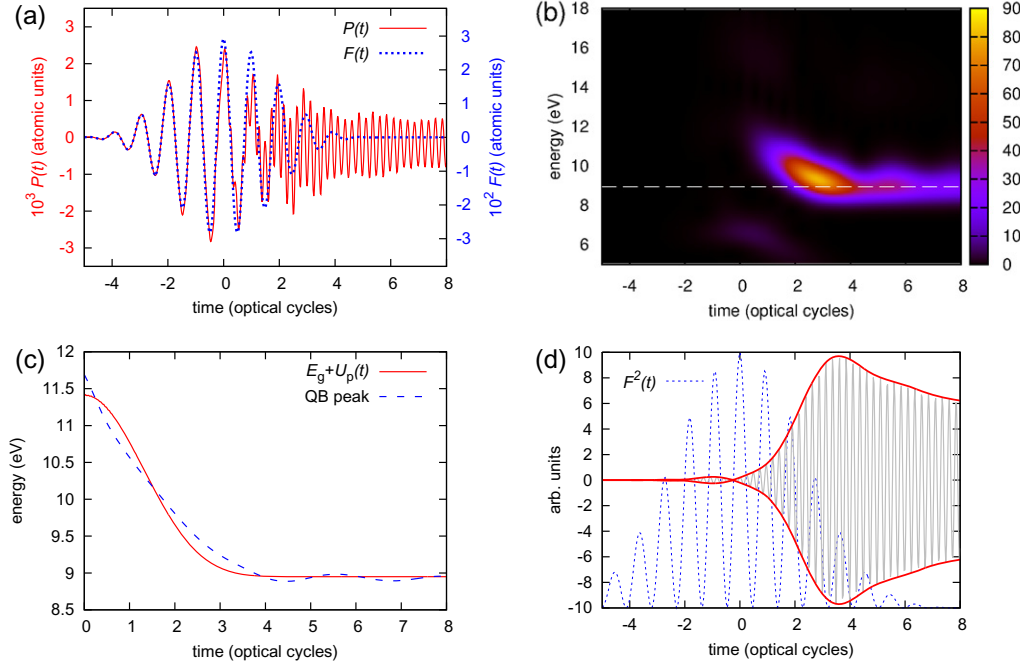 (a)
3
2
1
0
-1
-2
-3
10³ P(t) (atomic units)
P(t)
F(t)
3
2
1
0
-1
-2
-3
10² F(t) (atomic units)
-4 -2 0 2 4 6 8
time (optical cycles)
(b)
18
16
14
12
10
8
6
energy (eV)
-4 -2 0 2 4 6 8
time (optical cycles)
90
80
70
60
50
40
30
20
10
0
(c)
12
11.5
11
10.5
10
9.5
9
8.5
energy (eV)
E_g+U_p(t)
QB peak
0 1 2 3 4 5 6 7 8
time (optical cycles)
(d)
10
8
6
4
2
0
-2
-4
-6
-8
-10
arb. units
F²(t)
-4 -2 0 2 4 6 8
time (optical cycles)